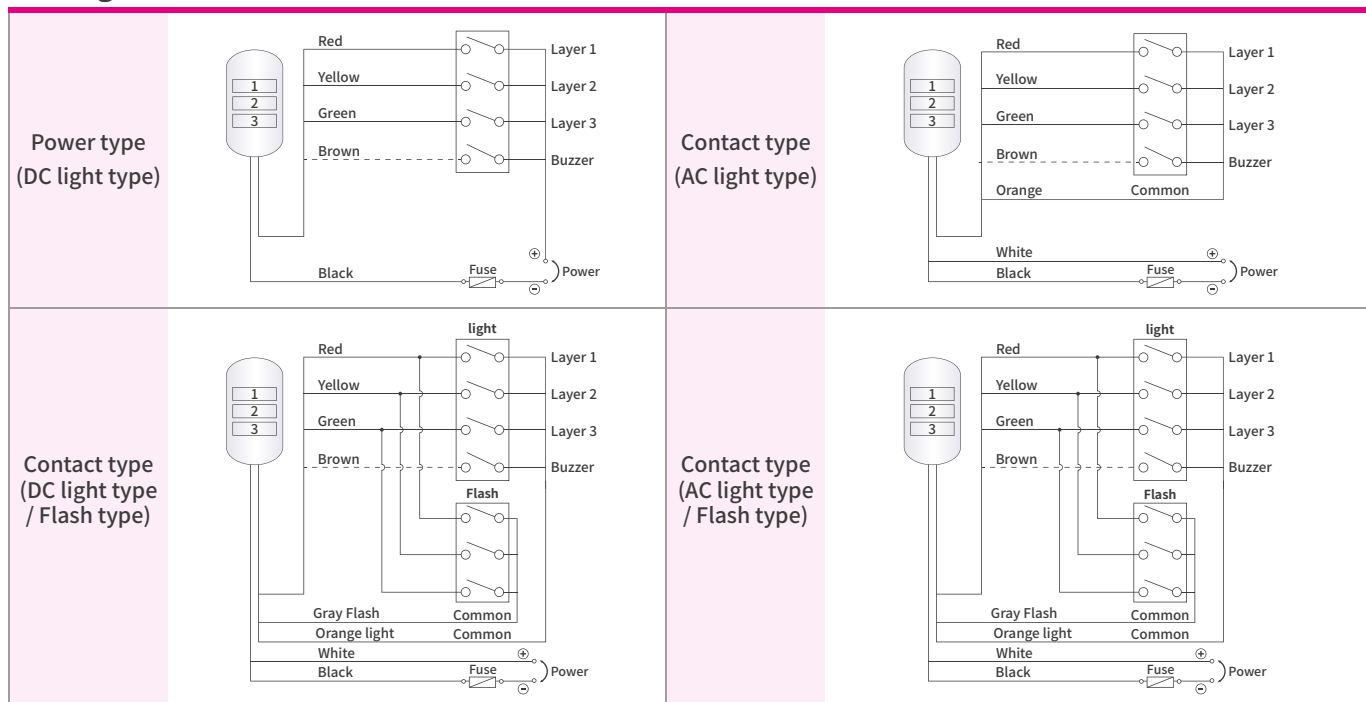 Power type
(DC light type)
1
2
3
Red
Yellow
Green
Brown
Layer 1
Layer 2
Layer 3
Buzzer
Black
Fuse
⊕
⊖
Power
Contact type
(AC light type)
1
2
3
Red
Yellow
Green
Brown
Orange
Common
Layer 1
Layer 2
Layer 3
Buzzer
White
Black
Fuse
⊕
⊖
Power
Contact type
(DC light type
/ Flash type)
1
2
3
light
Red
Yellow
Green
Brown
Layer 1
Layer 2
Layer 3
Buzzer
Flash
Gray Flash Common
Orange light Common
White
Black
Fuse
⊕
⊖
Power
Contact type
(AC light type
/ Flash type)
1
2
3
light
Red
Yellow
Green
Brown
Layer 1
Layer 2
Layer 3
Buzzer
Flash
Gray Flash Common
Orange light Common
White
Black
Fuse
⊕
⊖
Power